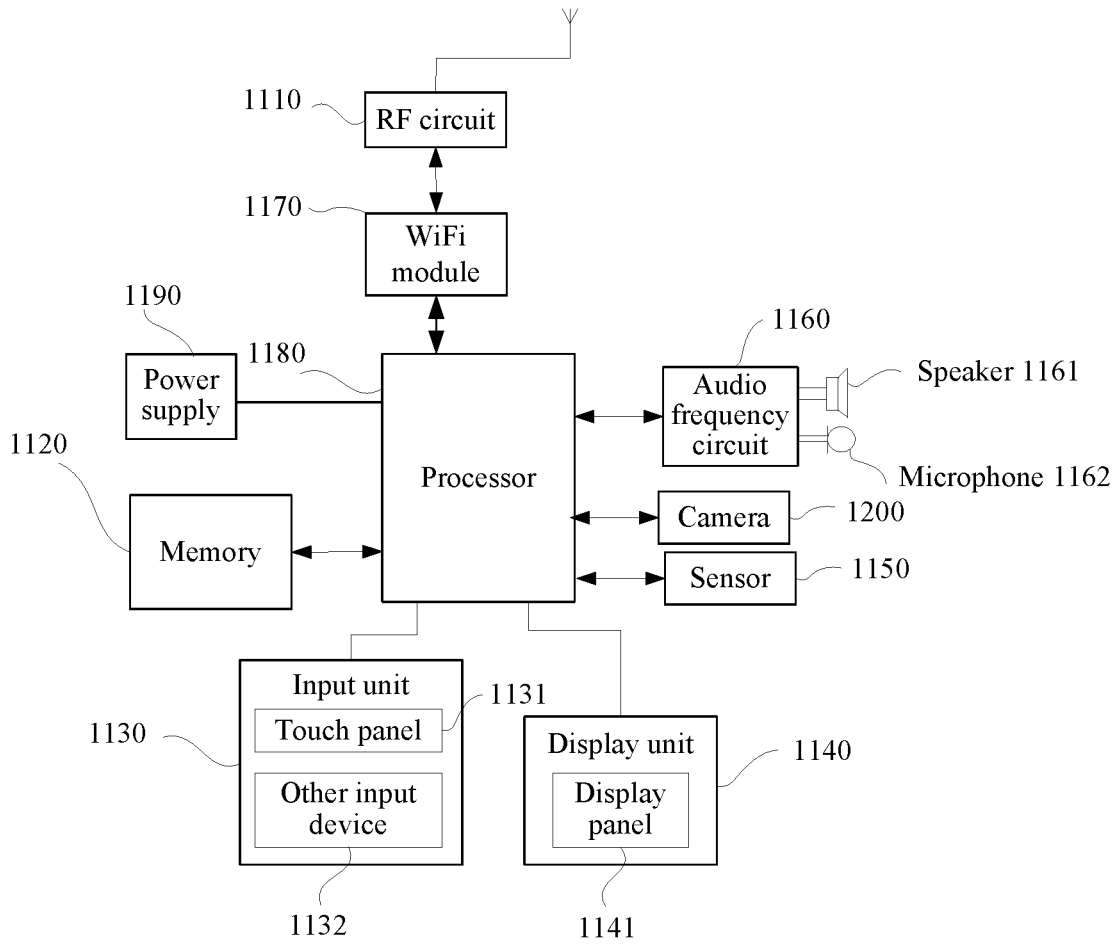 1110
RF circuit
1170
WiFi
module
1190
Power
supply
1180
1160
Audio
frequency
circuit
Speaker 1161
Microphone 1162
1120
Memory
Processor
Camera
1200
Sensor
1150
1130
Input unit
Touch panel
1131
Other input
device
1132
Display unit
1140
Display
panel
1141